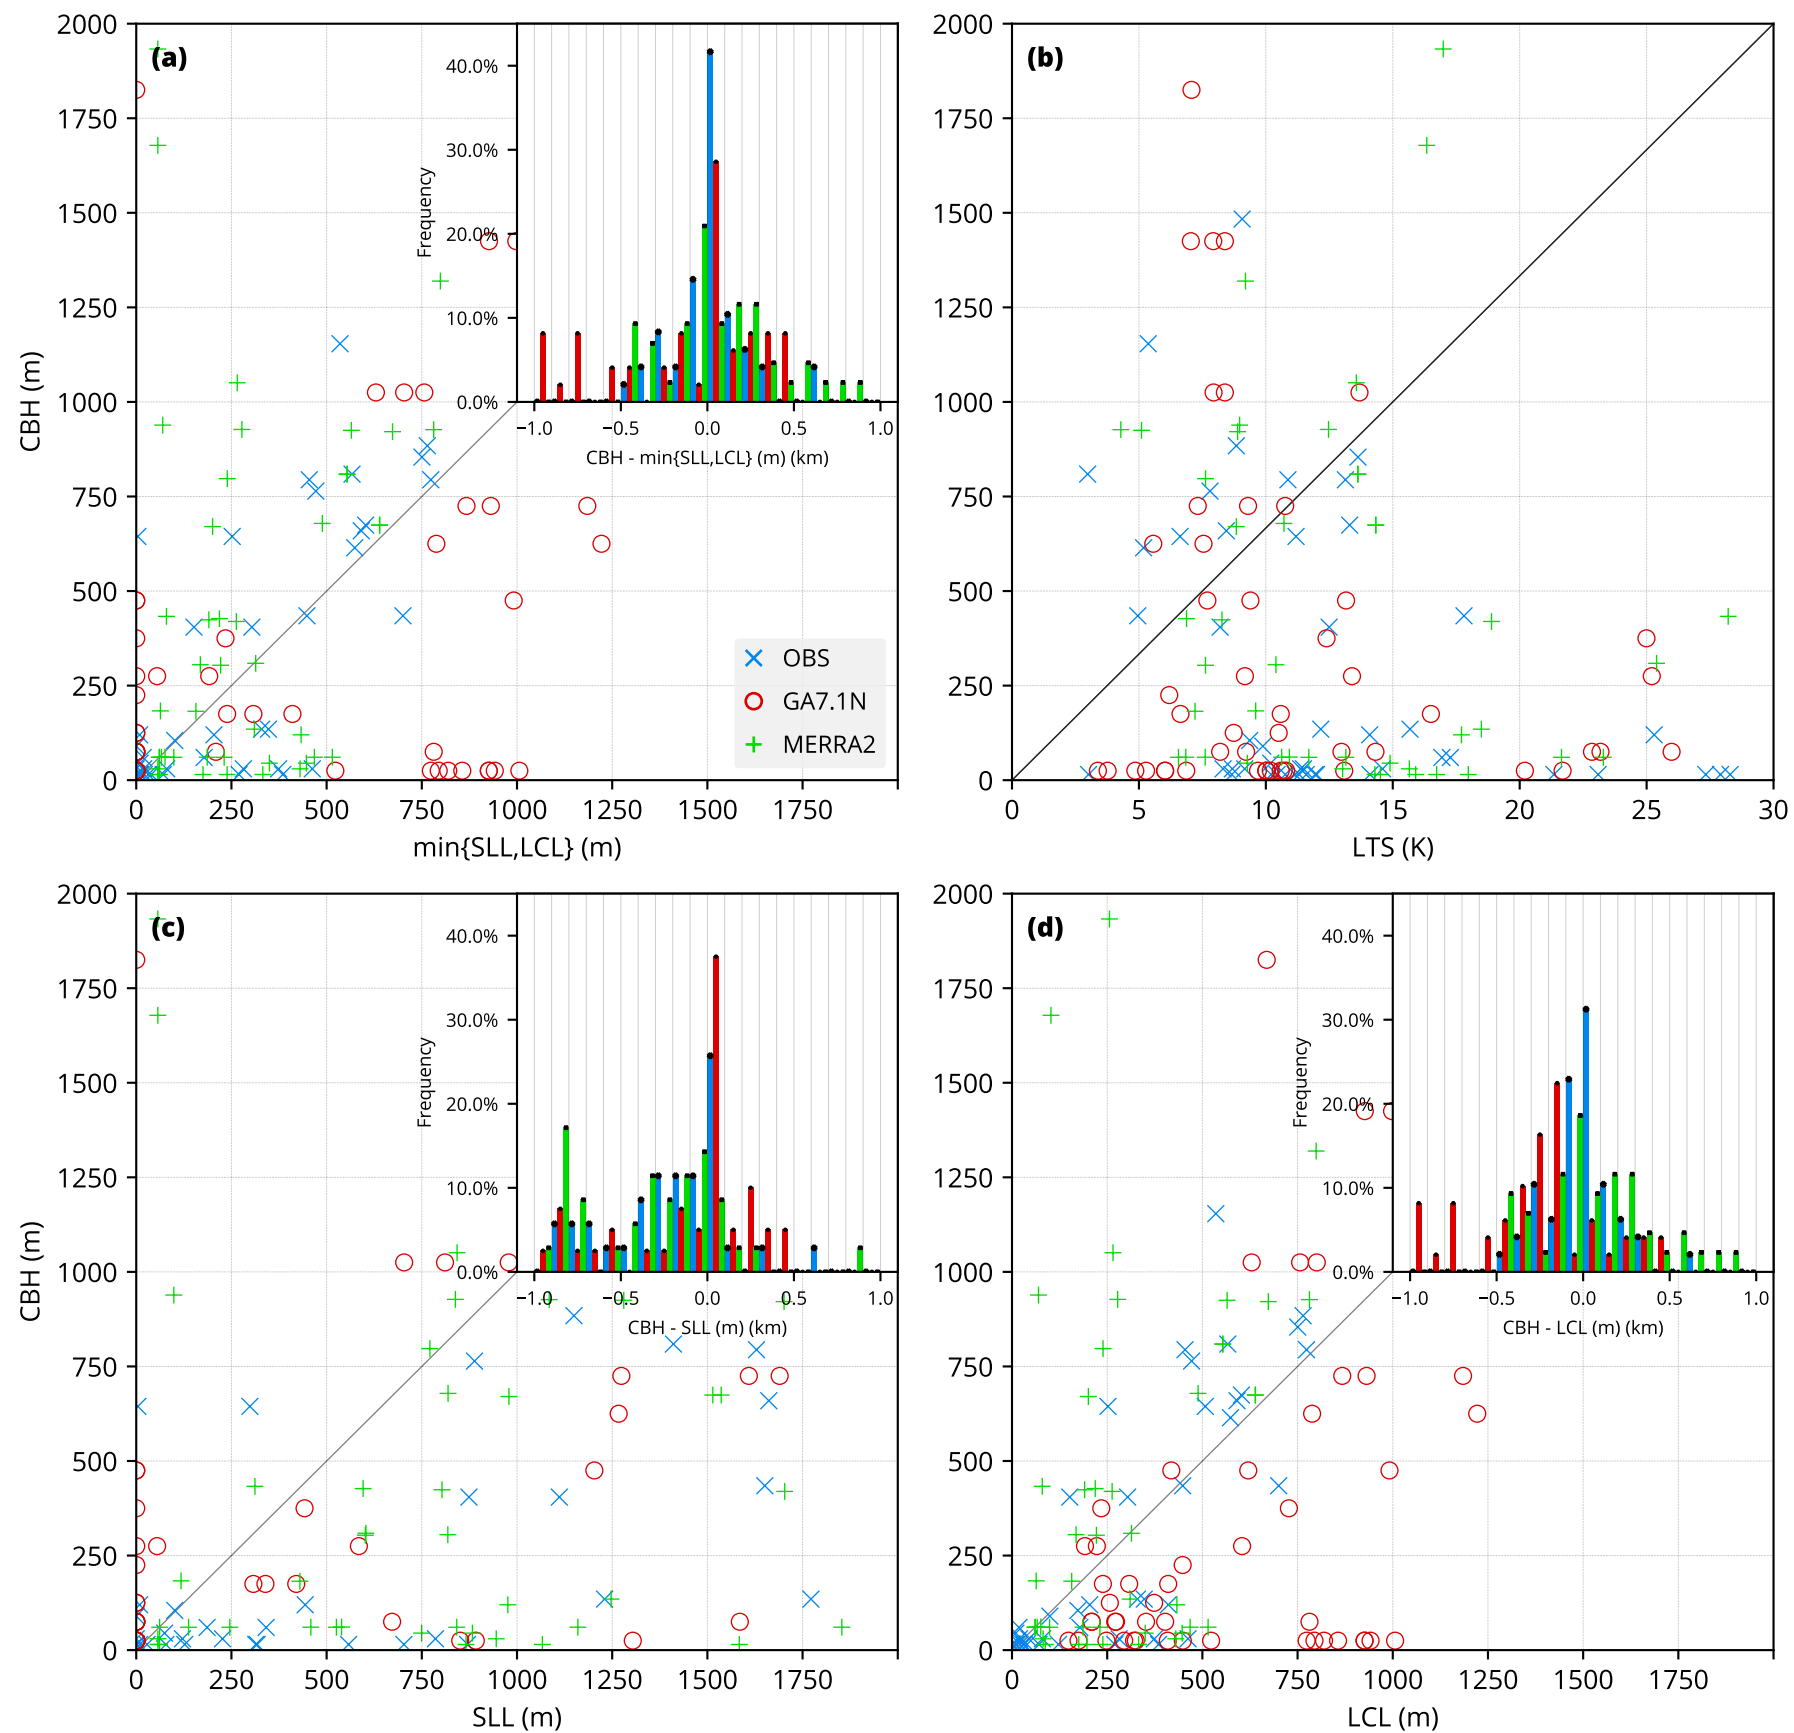 (a)
2000
1750
1500
1250
1000
750
500
250
0
CBH (m)
0 250 500 750 1000 1250 1500 1750
min{SLL,LCL} (m)
40.0%
30.0%
20.0%
10.0%
0.0%
Frequency
−1.0 −0.5 0.0 0.5 1.0
CBH - min{SLL,LCL} (m) (km)
OBS
GA7.1N
MERRA2
(b)
2000
1750
1500
1250
1000
750
500
250
0
0 5 10 15 20 25 30
LTS (K)
(c)
2000
1750
1500
1250
1000
750
500
250
0
CBH (m)
0 250 500 750 1000 1250 1500 1750
SLL (m)
40.0%
30.0%
20.0%
10.0%
0.0%
Frequency
−1.0 −0.5 0.0 0.5 1.0
CBH - SLL (m) (km)
(d)
2000
1750
1500
1250
1000
750
500
250
0
0 250 500 750 1000 1250 1500 1750
LCL (m)
40.0%
30.0%
20.0%
10.0%
0.0%
Frequency
−1.0 −0.5 0.0 0.5 1.0
CBH - LCL (m) (km)